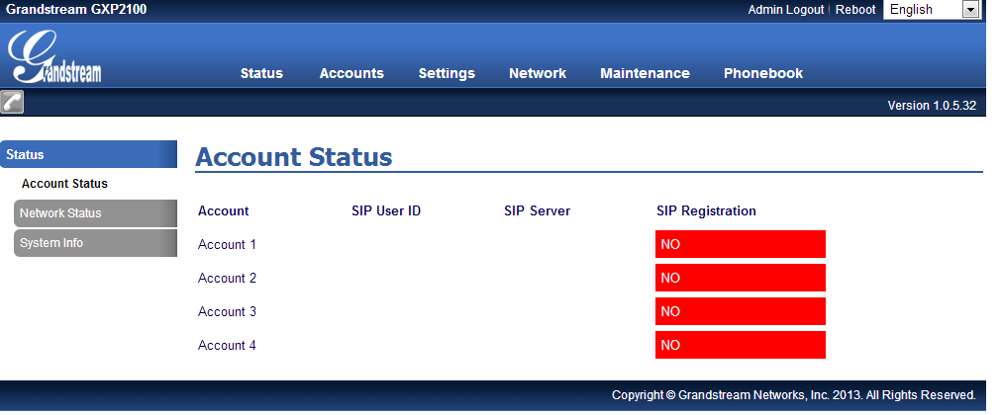 Grandstream GXP2100
Admin Logout | Reboot English
Grandstream
Status Accounts Settings Network Maintenance Phonebook
Version 1.0.5.32
Status
Account Status
Network Status
System Info
Account Status
Account SIP User ID SIP Server SIP Registration
Account 1 NO
Account 2 NO
Account 3 NO
Account 4 NO
Copyright © Grandstream Networks, Inc. 2013. All Rights Reserved.